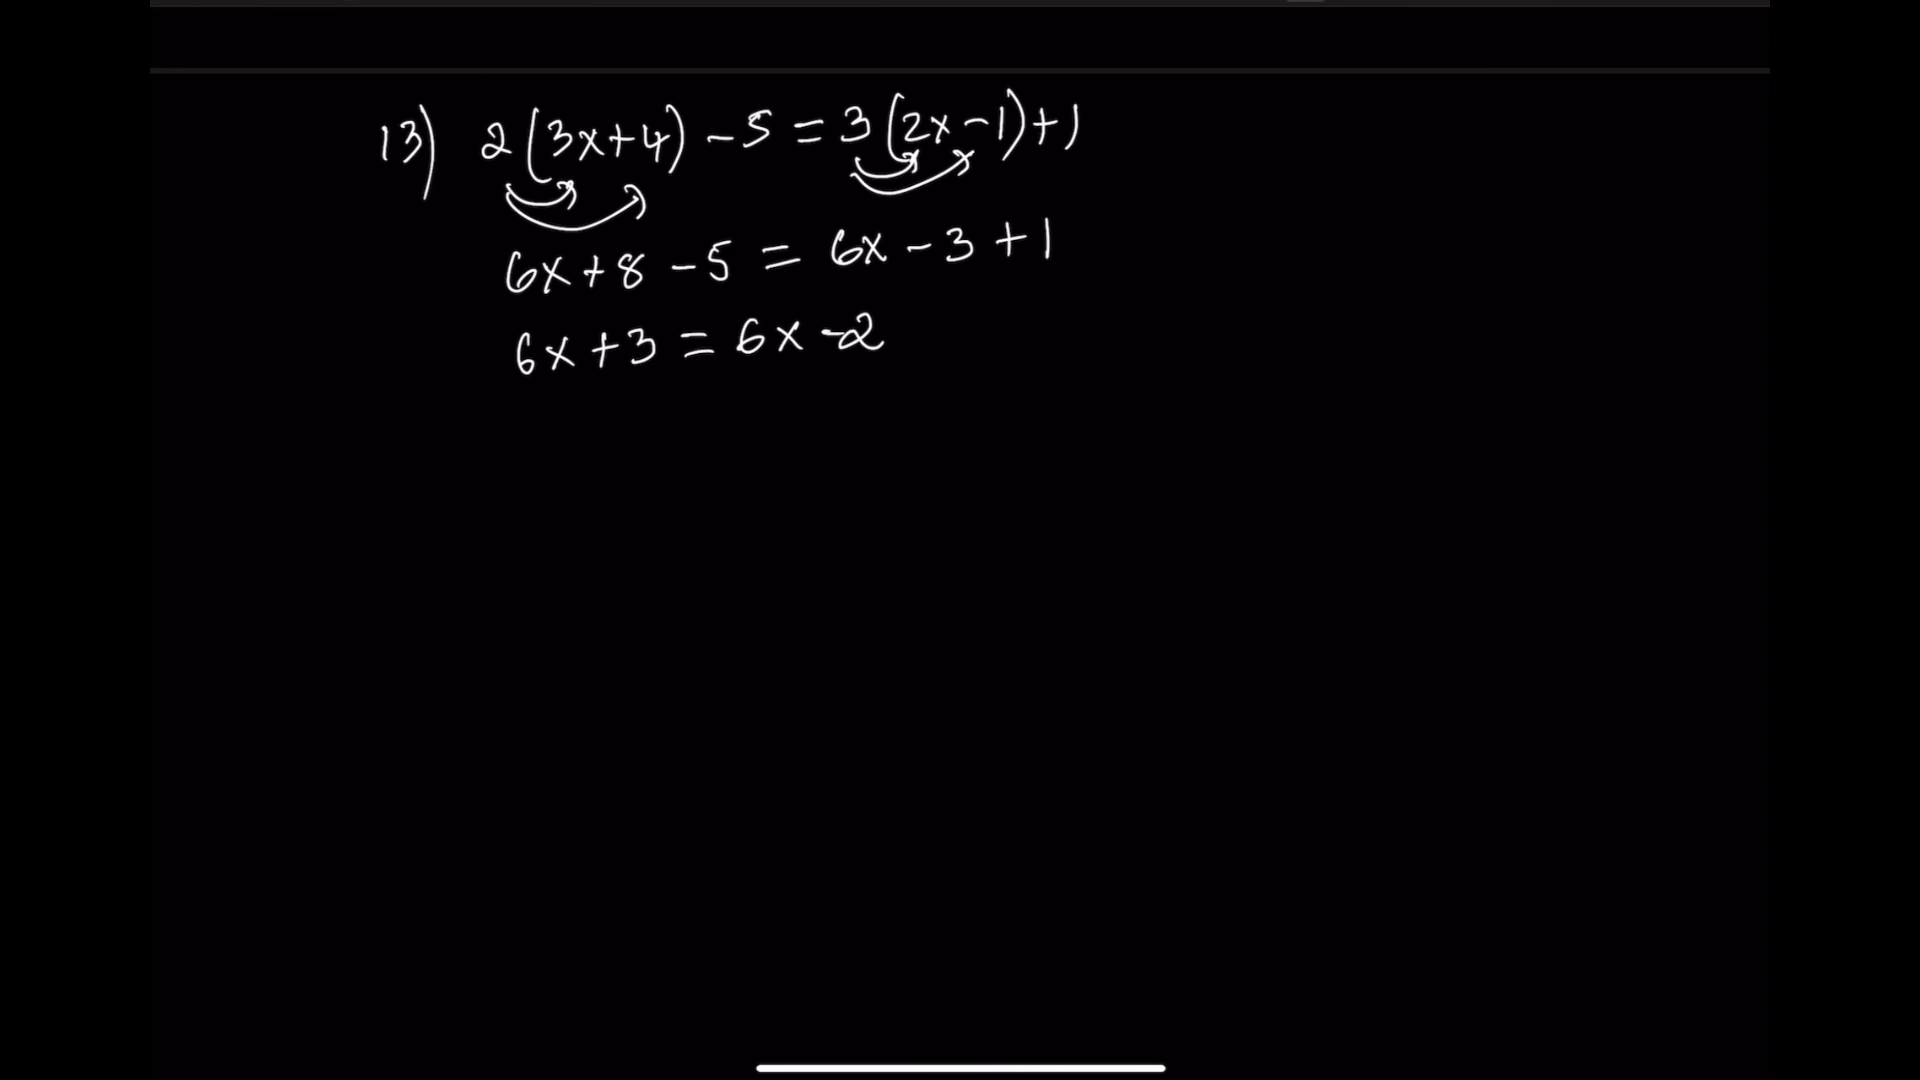 13) 2(3x+4) -5 = 3(2x-1)+1
6x+8 -5 = 6x -3 +1
6x +3 = 6x -2